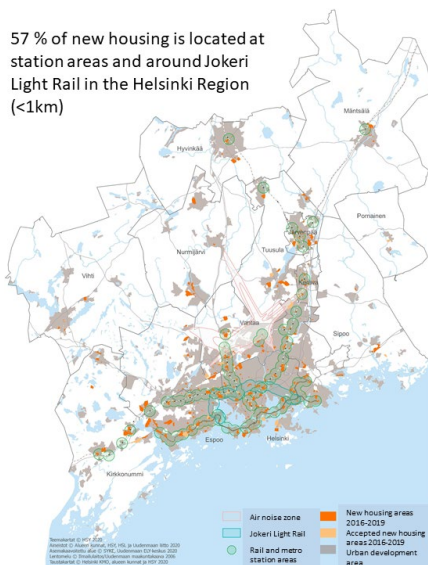 57 % of new housing is located at
station areas and around Jokeri
Light Rail in the Helsinki Region
(<1km)
Mäntsälä
Hyvinkää
Pornainen
Nurmijärvi
Tuusula
Vihti
Vantaa
Sipoo
Espoo
Helsinki
Kirkkonummi
Air noise zone
Jokeri Light Rail
Rail and metro
station areas
New housing areas
2016-2019
Accepted new housing
areas 2016-2019
Urban development
area